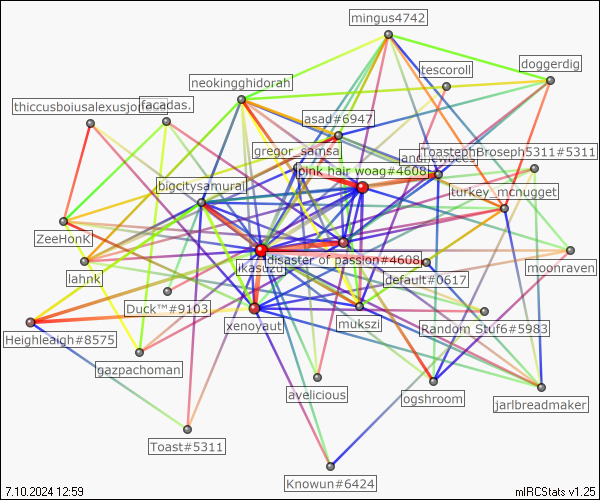 mingus4742
doggerdig
tescoroll
neokingghidorah
thiccusboiusalexusjo
facadas.
asad#6947
gregor_samsa
ToastephBroseph5311#5311
pink hair woag#4608
bigcitysamurai
turkey_mcnugget
ZeeHonK
disaster of passion#4608
moonraven
lahnk
ikasuzu
default#0617
Duck™#9103
mukszi
xenoyaut
Random Stuf6#5983
Heighleaigh#8575
gazpachoman
avelicious
ogshroom
jarlbreadmaker
Toast#5311
Knowun#6424
7.10.2024 12:59
mIRCStats v1.25